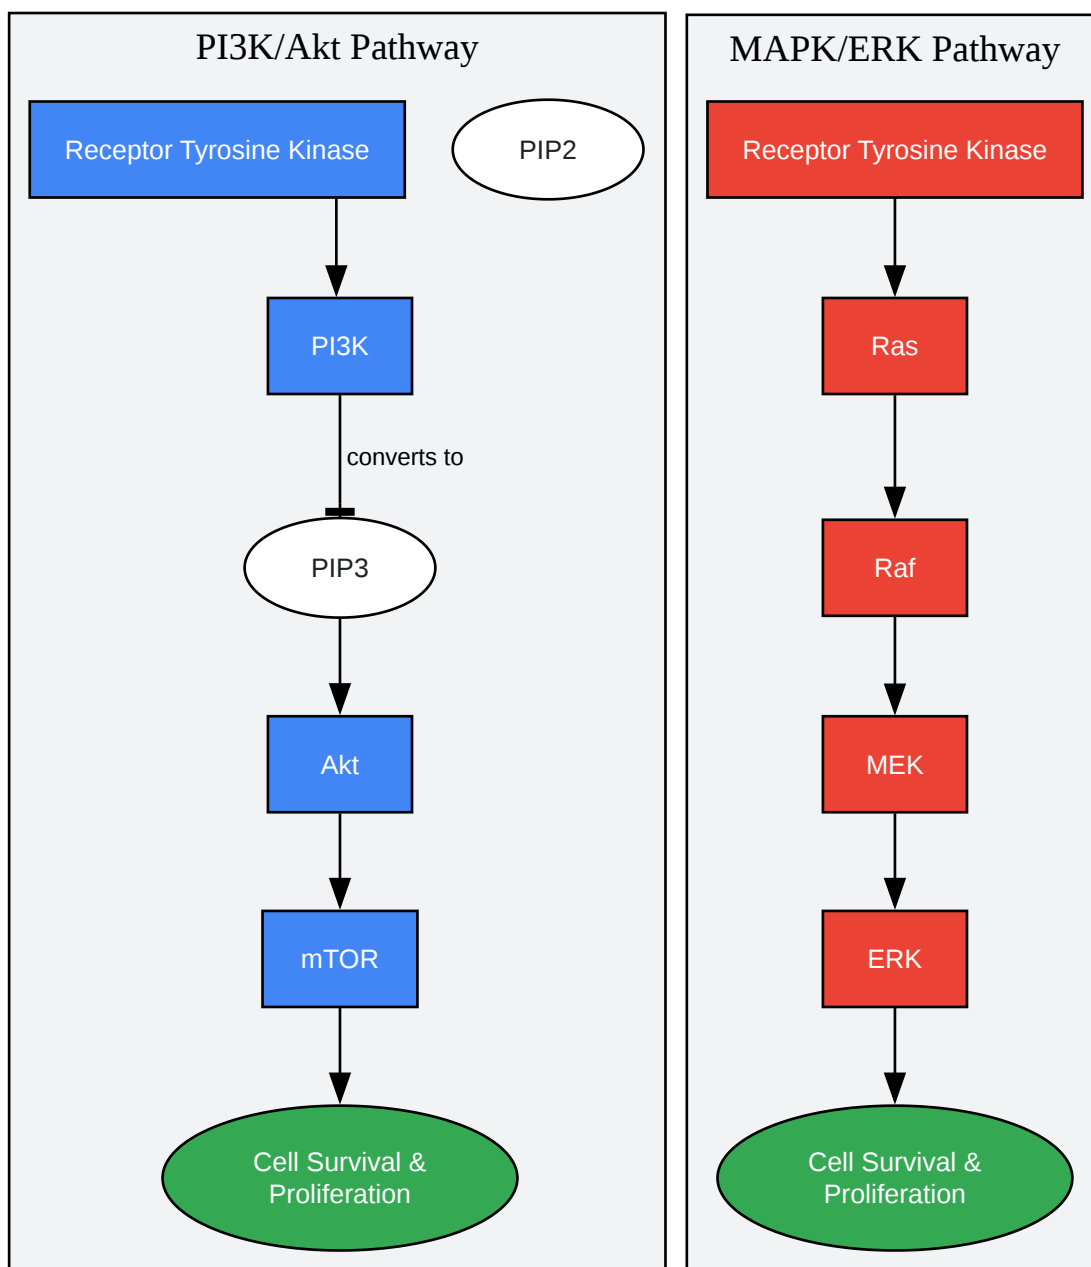 PI3K/Akt Pathway
Receptor Tyrosine Kinase
PIP2
PI3K
converts to
PIP3
Akt
mTOR
Cell Survival &
Proliferation
MAPK/ERK Pathway
Receptor Tyrosine Kinase
Ras
Raf
MEK
ERK
Cell Survival &
Proliferation